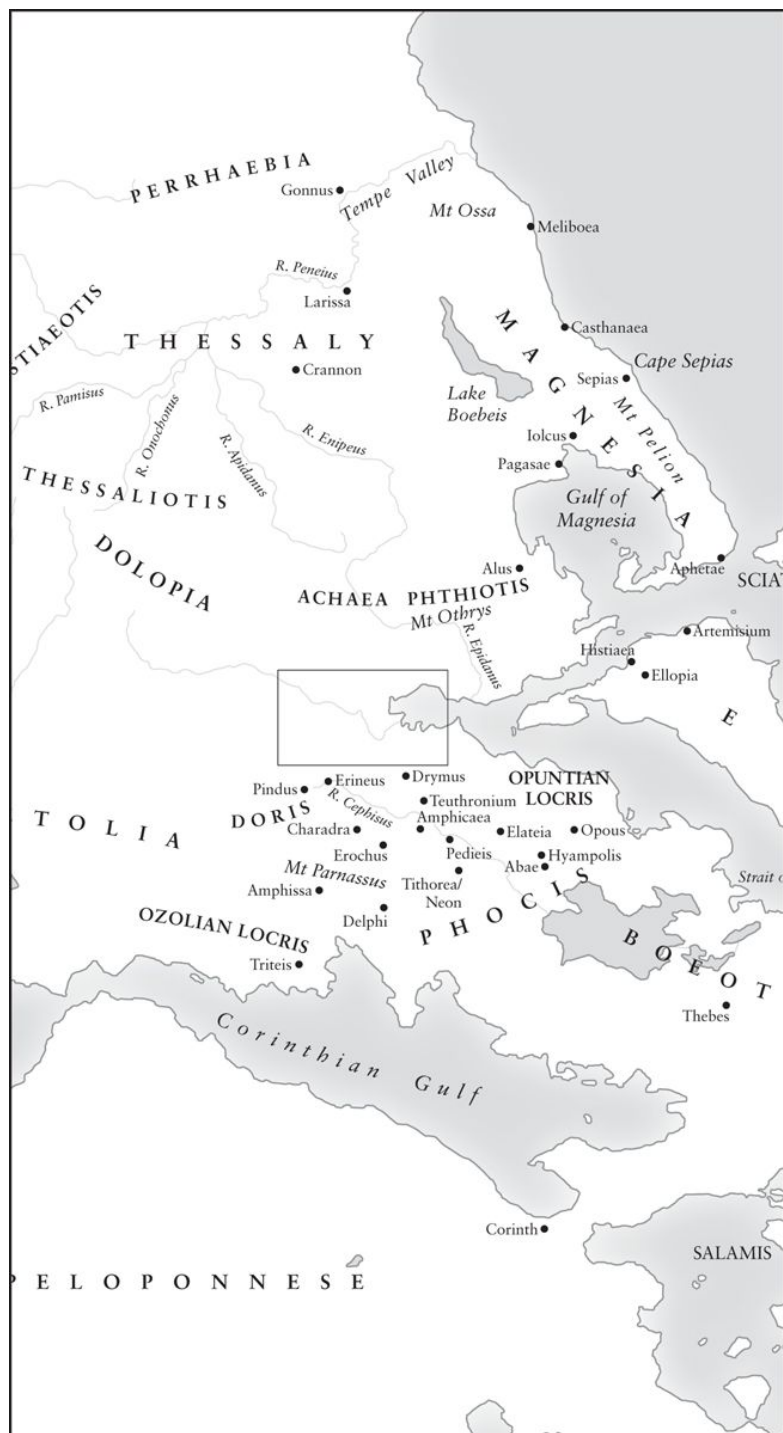 PERRHAEBIA
Gonnus
Tempe Valley
Mt Ossa
Meliboea
R. Peneius
Larissa
STIAEOTIS
THESSALY
MAGNESIA
Casthanaea
Crannon
Cape Sepias
Sepias
Lake
Boebeis
Mt Pelion
R. Pamisus
R. Onochonus
R. Apidanus
R. Enipeus
Iolcus
Pagasae
THESSALIOTIS
Gulf of
Magnesia
DOLOPIA
Alus
Aphetae
SCIAT
ACHAEA PHTHIOTIS
Mt Othrys
R. Epidanus
Artemisium
Histiaea
Ellopia
E
Drymus
Erineus
Pindus
OPUNTIAN
LOCRIS
TOLIA
DORIS
R. Cephisus
Teuthronium
Amphicaea
Charadra
Elateia
Opous
Erochus
Pedieis
Hyampolis
Abae
Mt Parnassus
Tithorea/
Neon
Strait o
Amphissa
Delphi
PHOCIS
OZOLIAN LOCRIS
BOEOT
Triteis
Thebes
Corinthian Gulf
Corinth
SALAMIS
PELOPONNESE